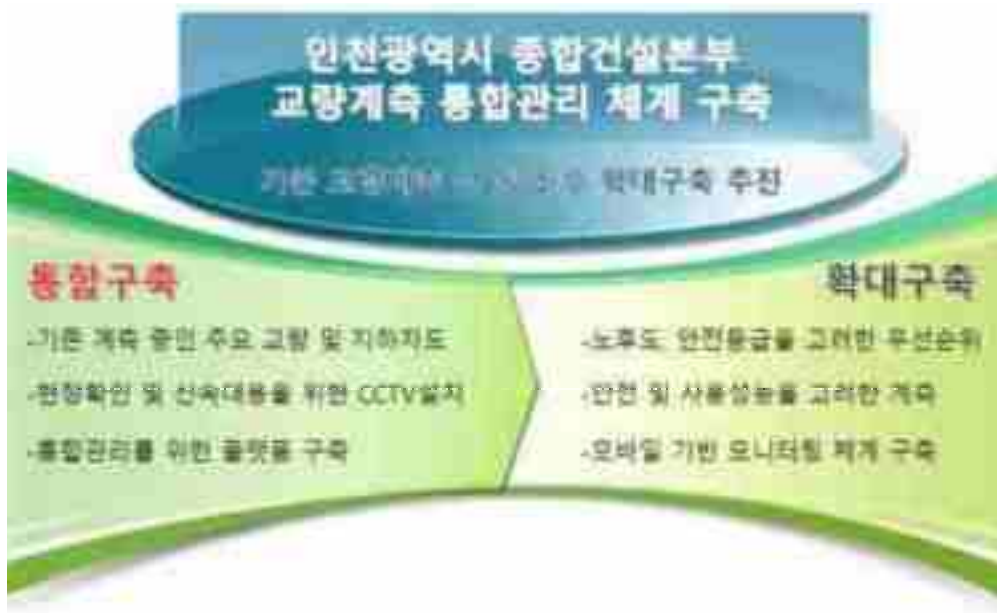 인천광역시 종합건설본부
교량계측 통합관리 체계 구축
확대구축 추진
통합구축
-기존 계측 중인 주요 교량 및 지하차도
-현장확인 및 신속대응을 위한 CCTV설치
-통합관리를 위한 플랫폼 구축
확대구축
-노후도, 안전등급을 고려한 우선순위
-안전 및 사용성능을 고려한 계측
-모바일 기반 모니터링 체계 구축